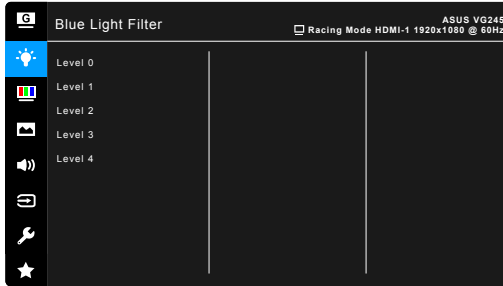 G
Blue Light Filter
ASUS VG245
Racing Mode HDMI-1 1920x1080 @ 60Hz
Level 0
Level 1
Level 2
Level 3
Level 4